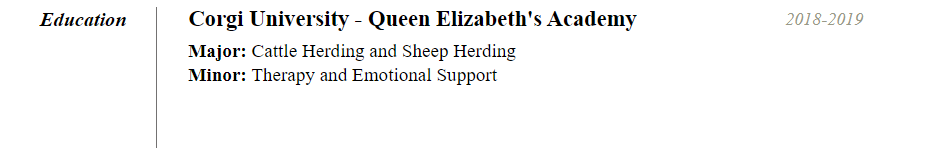 Education
Corgi University - Queen Elizabeth's Academy
2018-2019
Major: Cattle Herding and Sheep Herding
Minor: Therapy and Emotional Support